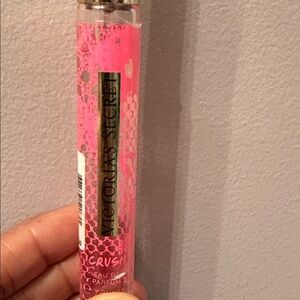 VICTORIA'S SECRET
CRUSH
EAU DE
PARFUM